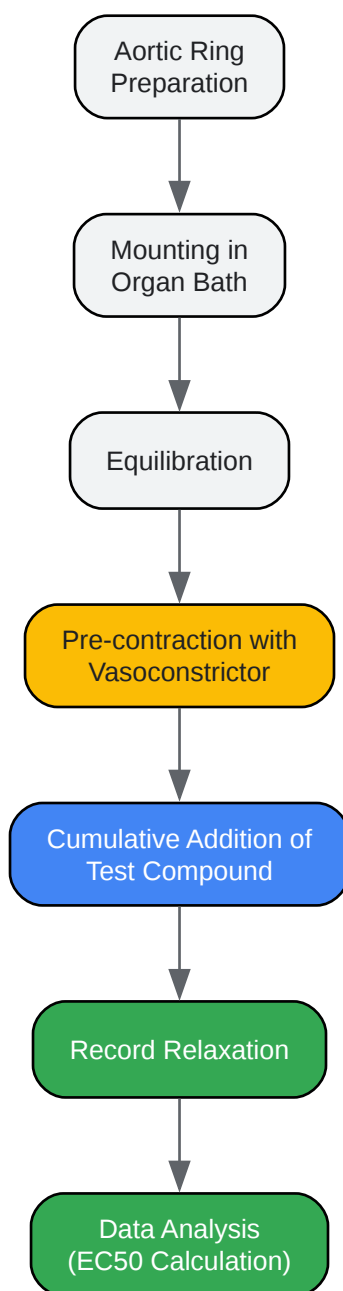 Aortic Ring
Preparation
Mounting in
Organ Bath
Equilibration
Pre-contraction with
Vasoconstrictor
Cumulative Addition of
Test Compound
Record Relaxation
Data Analysis
(EC50 Calculation)